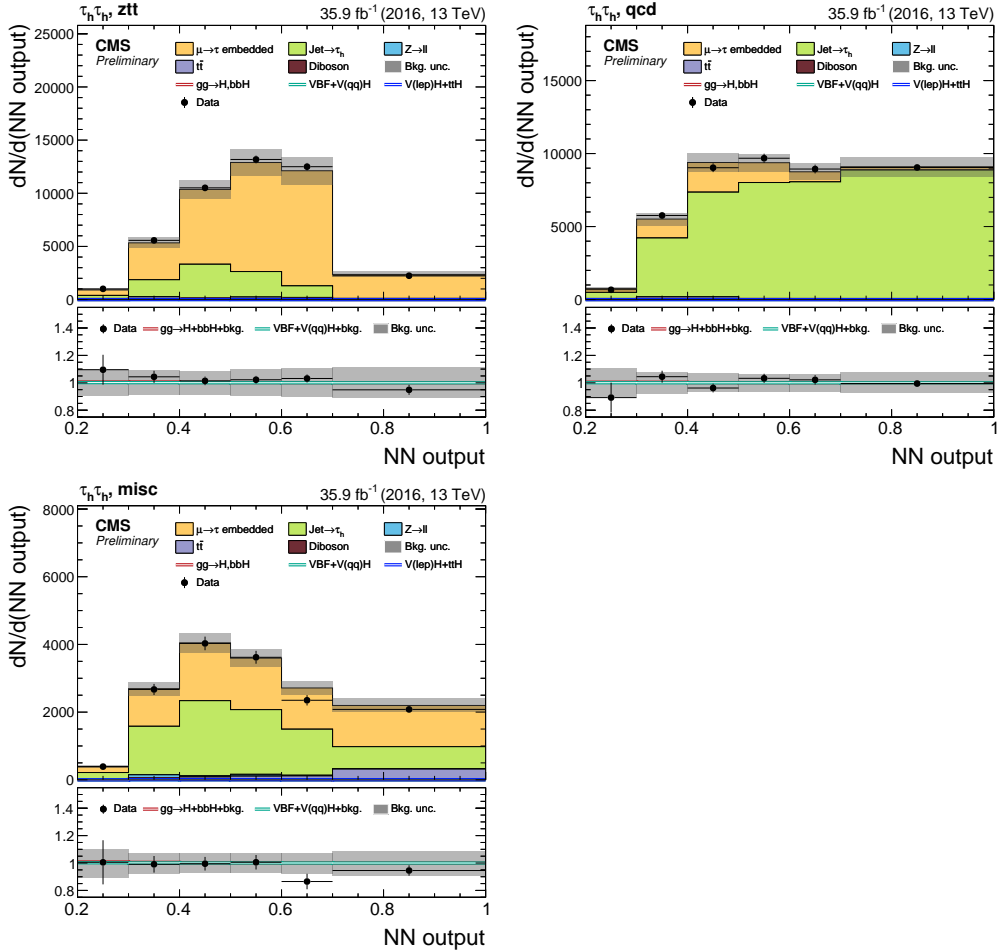 τhτh, ztt 35.9 fb-1 (2016, 13 TeV)
CMS
Preliminary
μ→τ embedded Jet→τh Z→ll
tt̄ Diboson Bkg. unc.
gg→H,bbH VBF+V(qq)H V(lep)H+ttH
Data
dN/d(NN output)
25000
20000
15000
10000
5000
0
Data gg→H+bbH+bkg. VBF+V(qq)H+bkg. Bkg. unc.
1.4
1.2
1
0.8
0.2 0.4 0.6 0.8 1
NN output
τhτh, qcd 35.9 fb-1 (2016, 13 TeV)
CMS
Preliminary
μ→τ embedded Jet→τh Z→ll
tt̄ Diboson Bkg. unc.
gg→H,bbH VBF+V(qq)H V(lep)H+ttH
Data
dN/d(NN output)
15000
10000
5000
0
Data gg→H+bbH+bkg. VBF+V(qq)H+bkg. Bkg. unc.
1.4
1.2
1
0.8
0.2 0.4 0.6 0.8 1
NN output
τhτh, misc 35.9 fb-1 (2016, 13 TeV)
CMS
Preliminary
μ→τ embedded Jet→τh Z→ll
tt̄ Diboson Bkg. unc.
gg→H,bbH VBF+V(qq)H V(lep)H+ttH
Data
dN/d(NN output)
8000
6000
4000
2000
0
Data gg→H+bbH+bkg. VBF+V(qq)H+bkg. Bkg. unc.
1.4
1.2
1
0.8
0.2 0.4 0.6 0.8 1
NN output